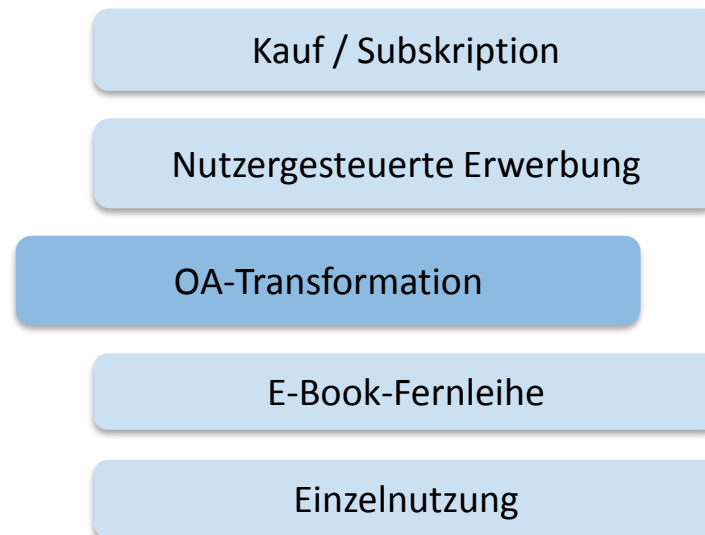 Kauf / Subskription
Nutzergesteuerte Erwerbung
OA-Transformation
E-Book-Fernleihe
Einzelnutzung